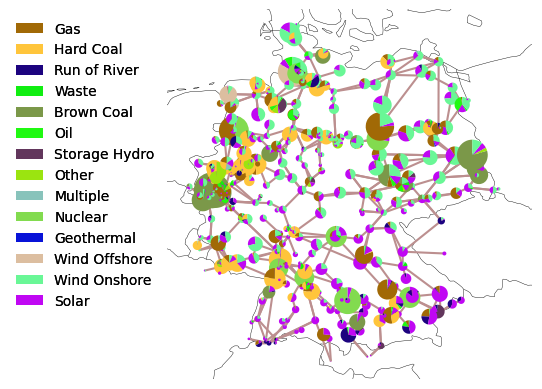 Gas
Hard Coal
Run of River
Waste
Brown Coal
Oil
Storage Hydro
Other
Multiple
Nuclear
Geothermal
Wind Offshore
Wind Onshore
Solar